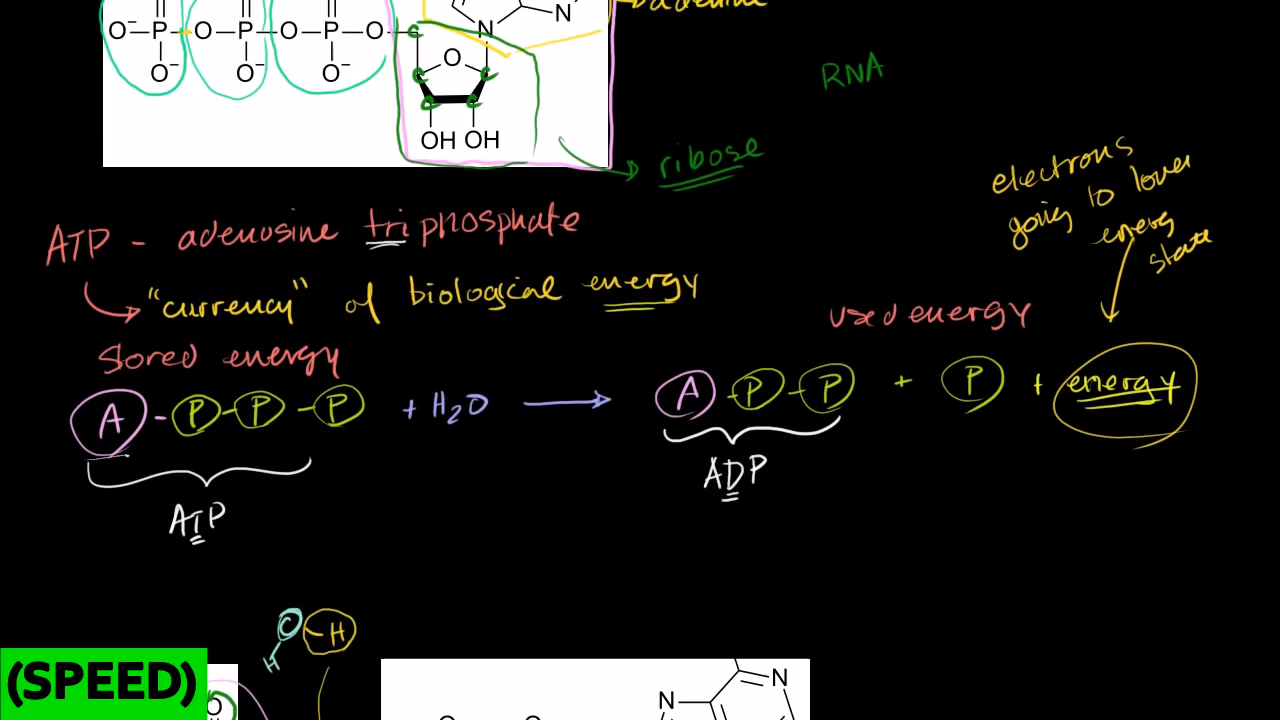 adenine
N
N
O⁻ P O P O P O
O
O⁻ O⁻ O⁻
OH OH
RNA
ribose
electrons
going to lower
energy
state
ATP - adenosine triphosphate
"currency" of biological energy
used energy
stored energy
A - P - P - P + H₂O → A - P - P + P + energy
ATP
ADP
O - H
H
(SPEED)
O
N
N